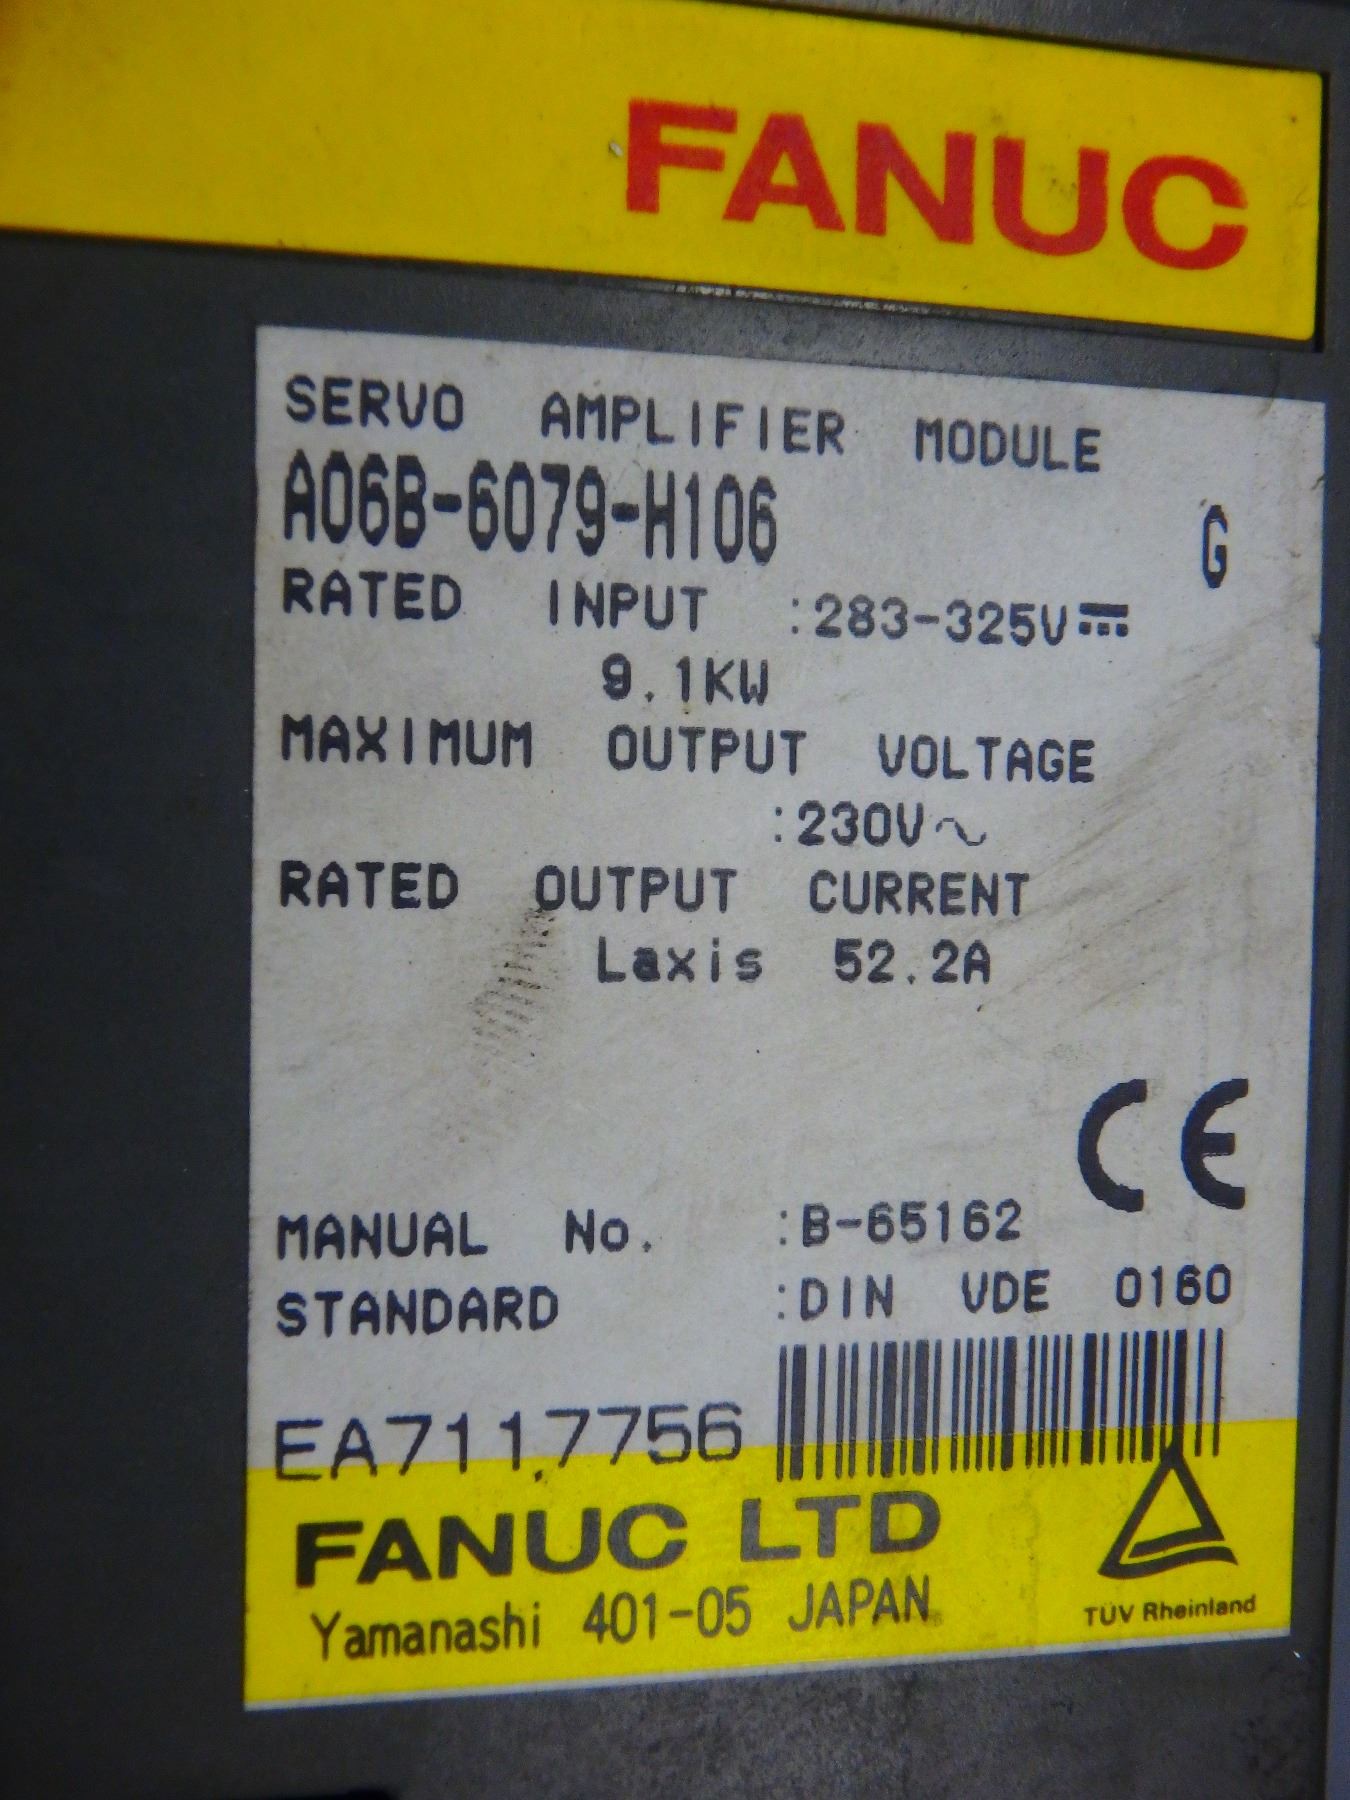 FANUC
SERVO AMPLIFIER MODULE
A06B-6079-H106 G
RATED INPUT :283-325V⎓
9.1KW
MAXIMUM OUTPUT VOLTAGE
:230V~
RATED OUTPUT CURRENT
Laxis 52.2A
CE
MANUAL No. :B-65162
STANDARD :DIN VDE 0160
EA7117756
FANUC LTD
Yamanashi 401-05 JAPAN
TÜV Rheinland